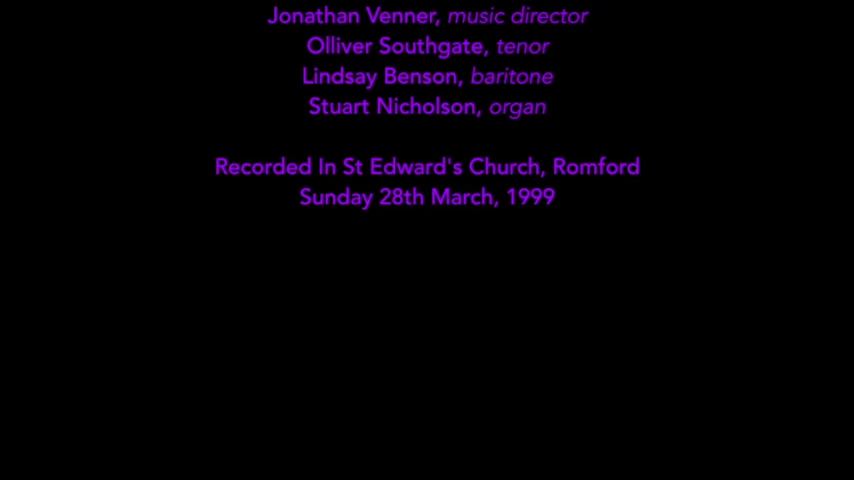 Jonathan Venner, music director
Olliver Southgate, tenor
Lindsay Benson, baritone
Stuart Nicholson, organ
Recorded In St Edward's Church, Romford
Sunday 28th March, 1999